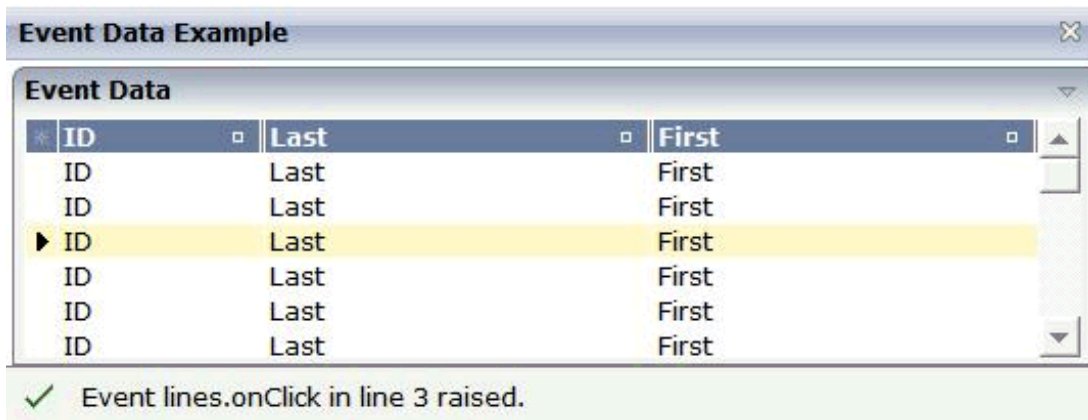 Event Data Example
Event Data
ID Last First
ID Last First
ID Last First
ID Last First
ID Last First
ID Last First
ID Last First
Event lines.onClick in line 3 raised.